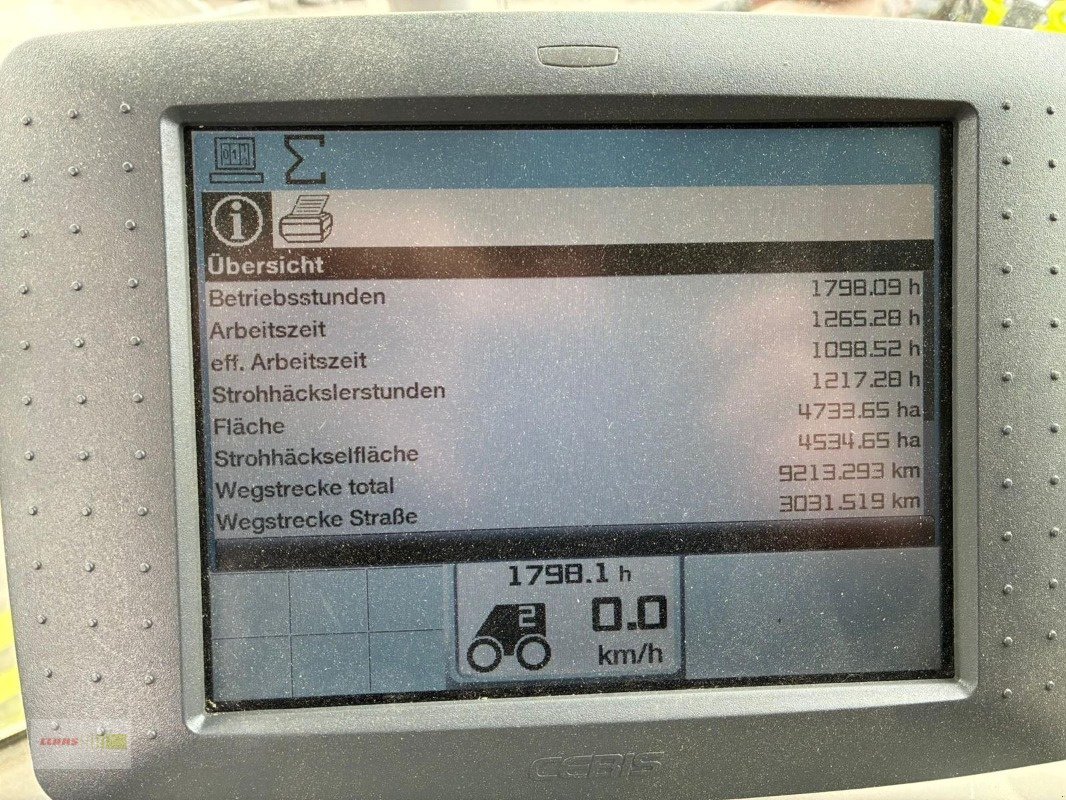 Übersicht
Betriebsstunden 1798.09 h
Arbeitszeit 1265.28 h
eff. Arbeitszeit 1098.52 h
Strohhäckslerstunden 1217.28 h
Fläche 4733.65 ha
Strohhäckselfläche 4534.65 ha
Wegstrecke total 9213.293 km
Wegstrecke Straße 3031.519 km
1798.1 h
2
0.0
km/h
CLAAS
CEBIS